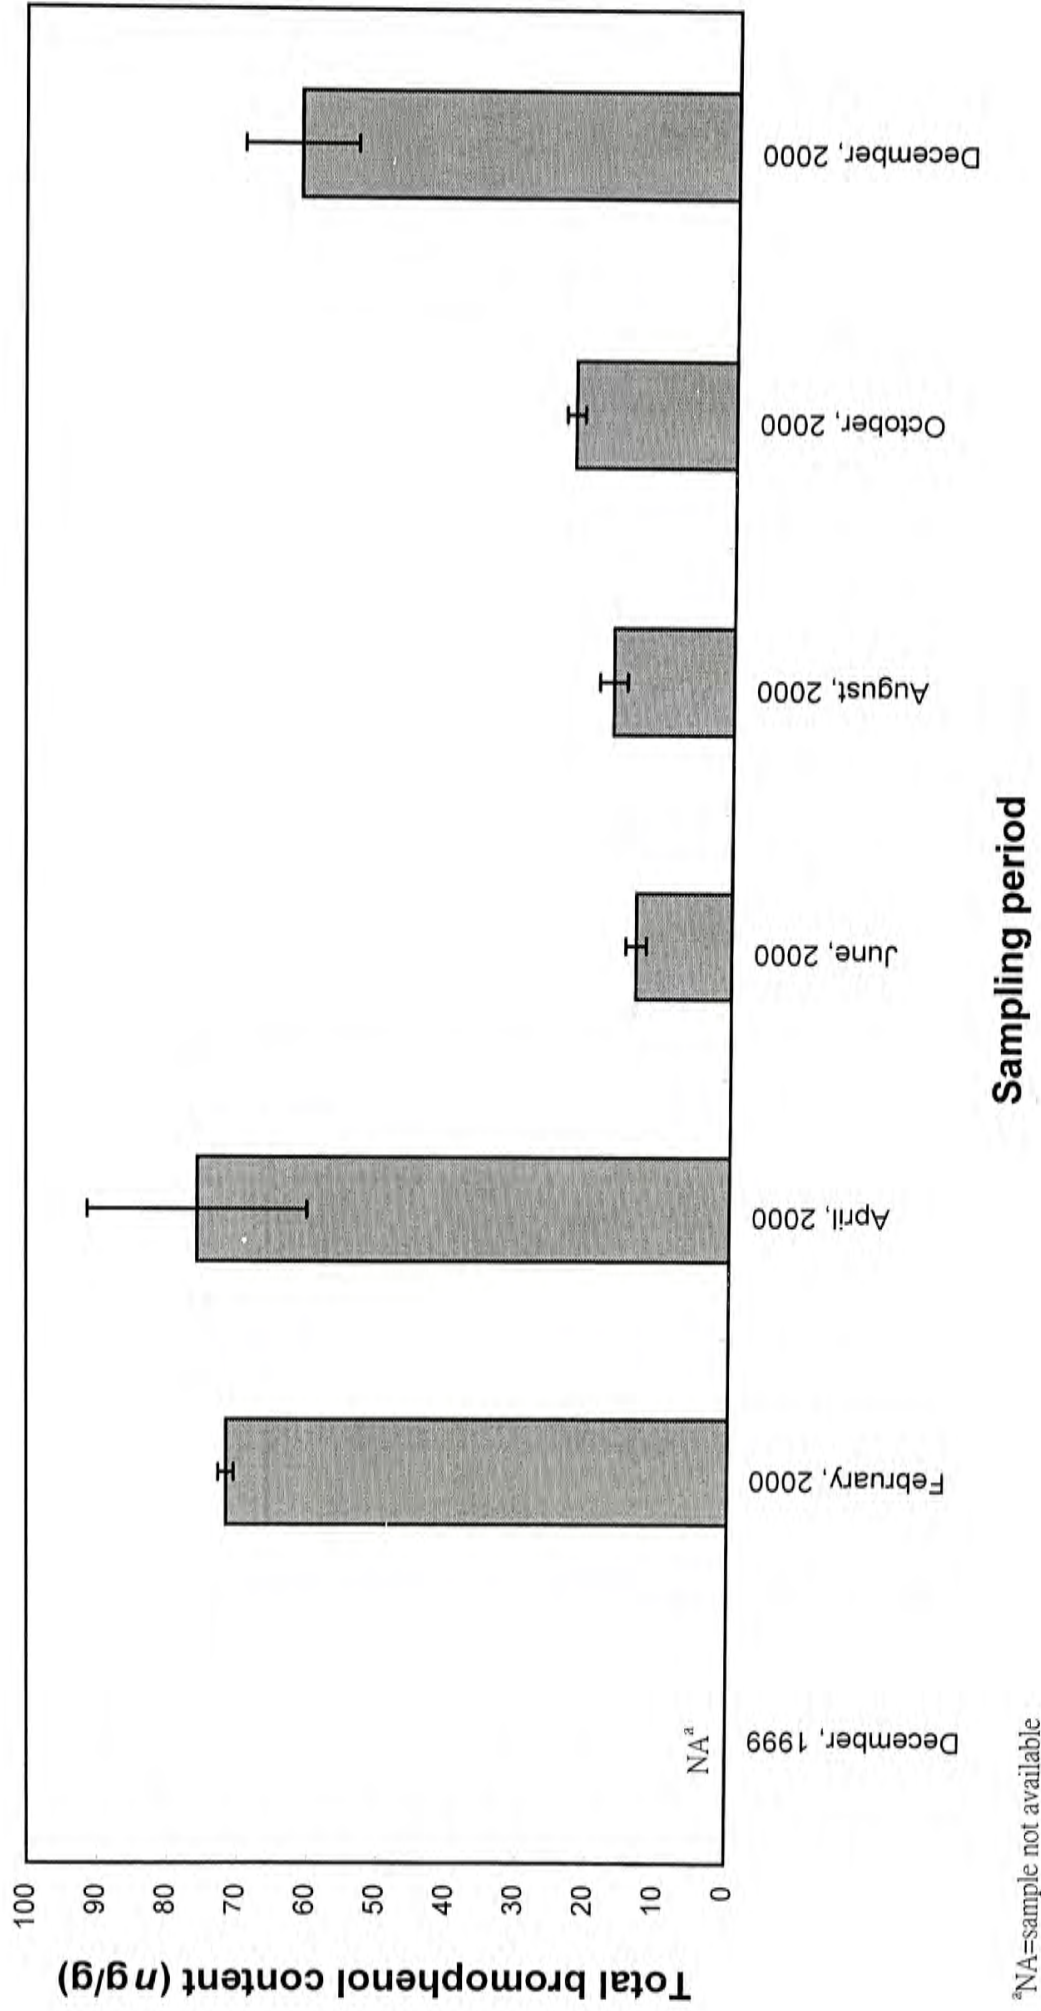 Total bromophenol content (ng/g)
100
90
80
70
60
50
40
30
20
10
0
NAª
December, 1999
February, 2000
April, 2000
June, 2000
August, 2000
October, 2000
December, 2000
Sampling period
ªNA=sample not available